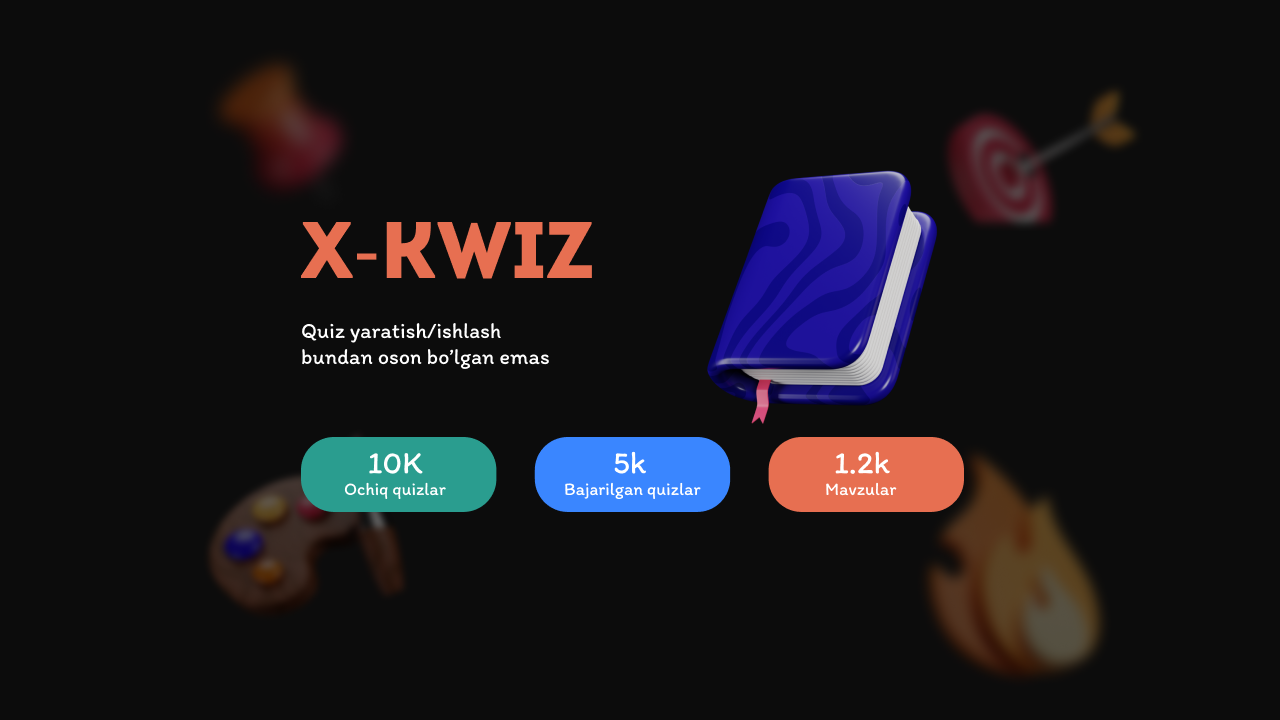 X-KWIZ
Quiz yaratish/ishlash
bundan oson bo’lgan emas
10K
Ochiq quizlar
5k
Bajarilgan quizlar
1.2k
Mavzular